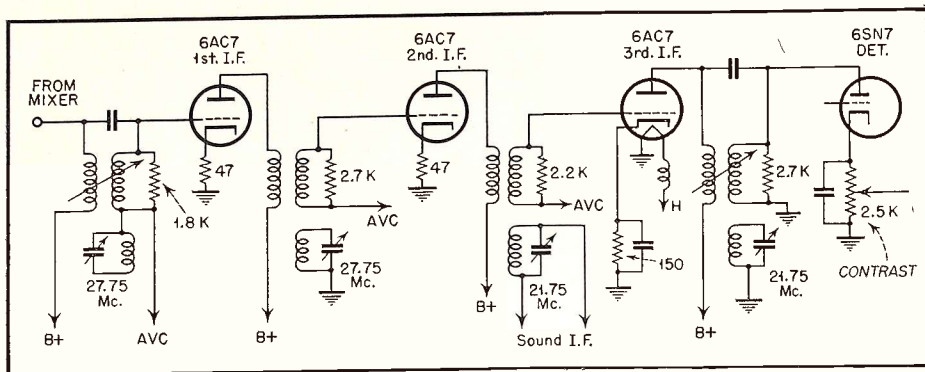 6AC7
1st. I.F.
6AC7
2nd. I.F.
6AC7
3rd. I.F.
6SN7
DET.
FROM
MIXER
47
1.8 K
27.75
Mc.
B+
AVC
2.7 K
AVC
27.75
Mc.
B+
47
2.2 K
AVC
21.75
Mc.
B+
Sound I.F.
H
150
2.7 K
21.75
Mc.
B+
2.5 K
CONTRAST